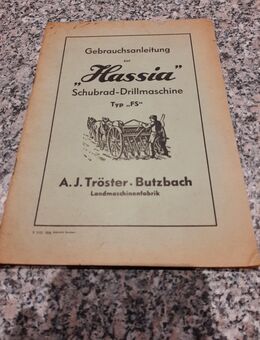 Gebrauchsanleitung
zur
„Hassia"
Schubrad-Drillmaschine
Typ „FS"
A. J. Tröster - Butzbach
Landmaschinenfabrik